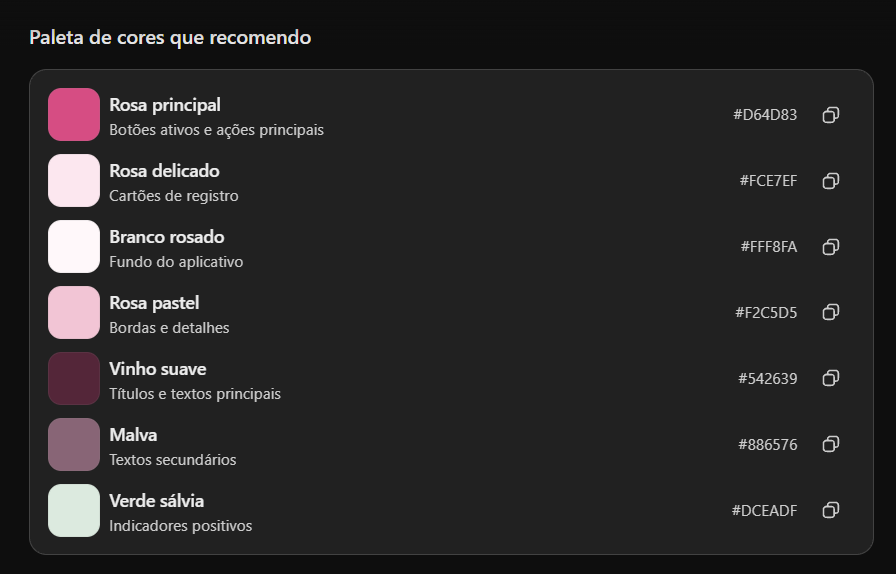 Paleta de cores que recomendo
Rosa principal
Botões ativos e ações principais
#D64D83
Rosa delicado
Cartões de registro
#FCE7EF
Branco rosado
Fundo do aplicativo
#FFF8FA
Rosa pastel
Bordas e detalhes
#F2C5D5
Vinho suave
Títulos e textos principais
#542639
Malva
Textos secundários
#886576
Verde sálvia
Indicadores positivos
#DCEADF